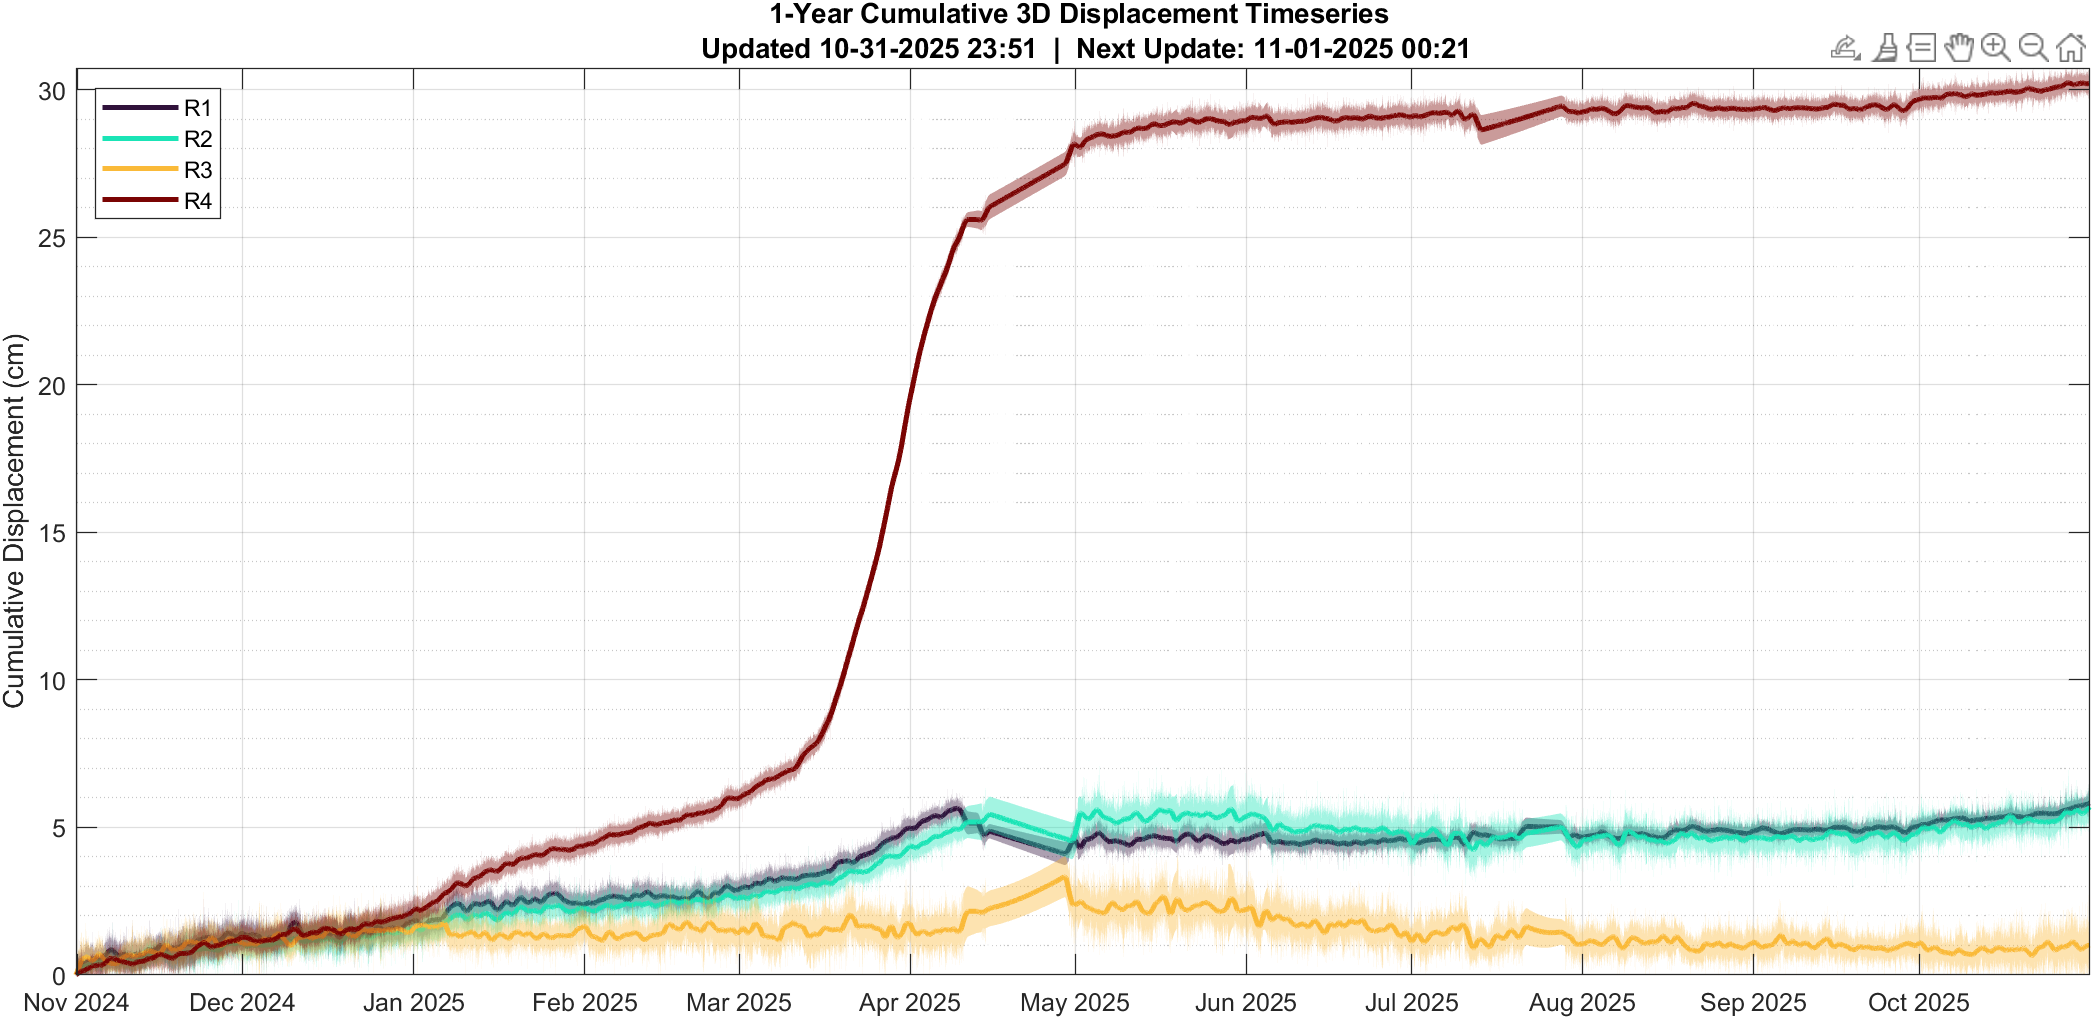 1-Year Cumulative 3D Displacement Timeseries
Updated 10-31-2025 23:51 | Next Update: 11-01-2025 00:21
R1
R2
R3
R4
Cumulative Displacement (cm)
30
25
20
15
10
5
0
Nov 2024 Dec 2024 Jan 2025 Feb 2025 Mar 2025 Apr 2025 May 2025 Jun 2025 Jul 2025 Aug 2025 Sep 2025 Oct 2025